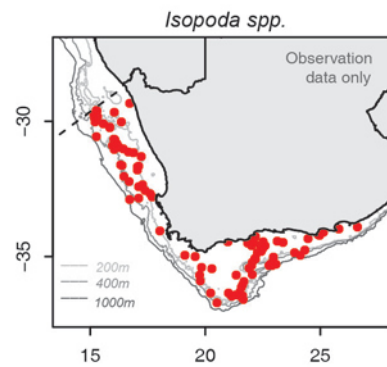 Isopoda spp.
Observation
data only
−30
−35
200m
400m
1000m
15
20
25